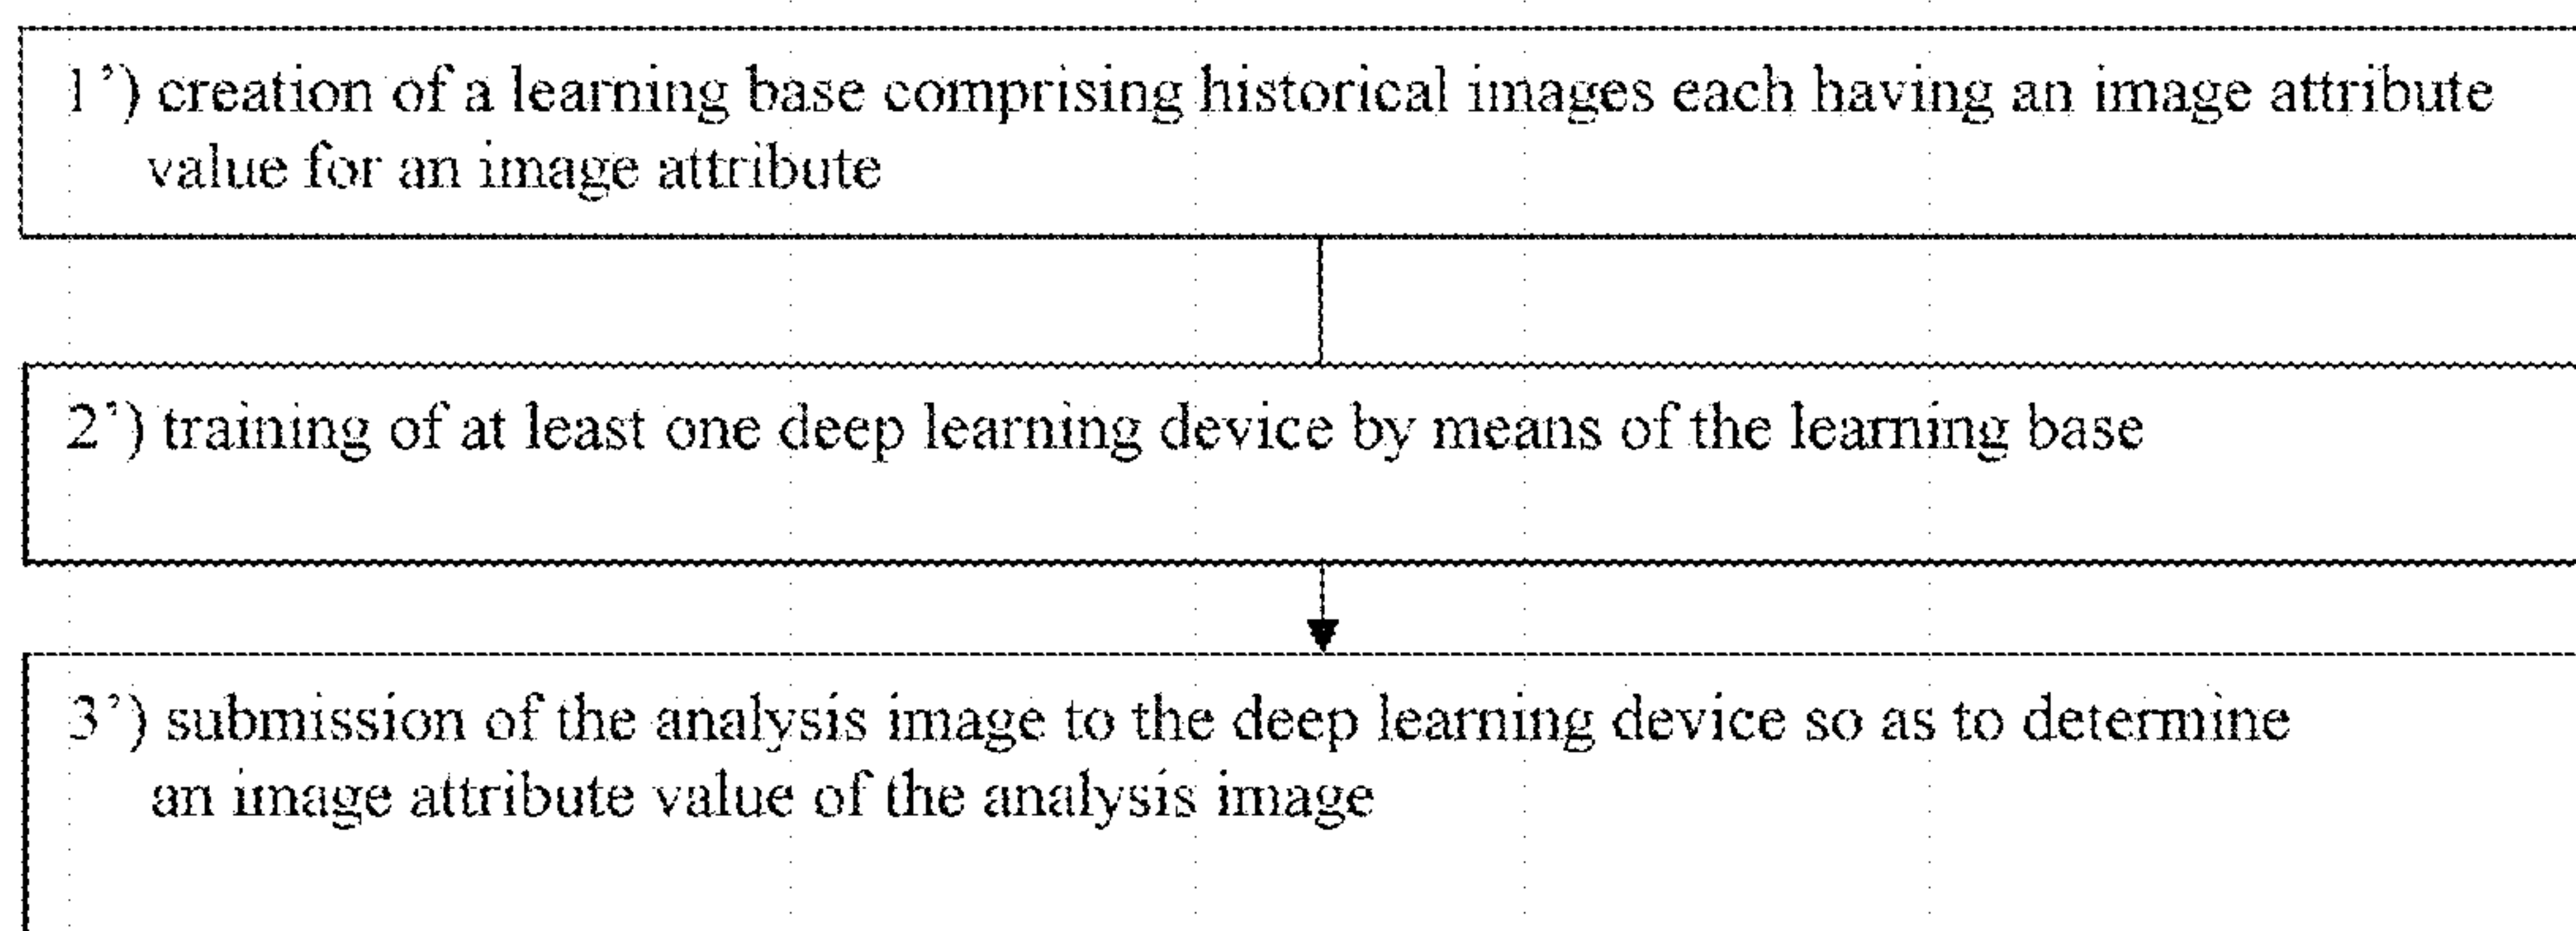 1’) creation of a learning base comprising historical images each having an image attribute
value for an image attribute
2’) training of at least one deep learning device by means of the learning base
3’) submission of the analysis image to the deep learning device so as to determine
an image attribute value of the analysis image